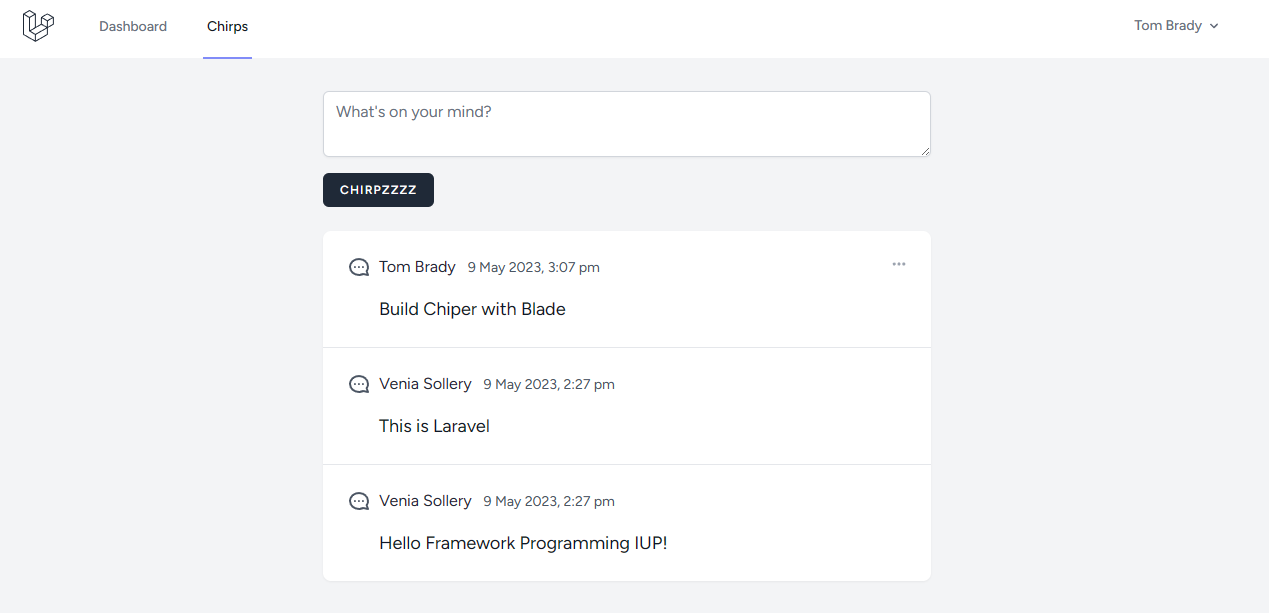 Dashboard Chirps Tom Brady
What's on your mind?
CHIRPZZZZ
Tom Brady 9 May 2023, 3:07 pm
Build Chiper with Blade
Venia Sollery 9 May 2023, 2:27 pm
This is Laravel
Venia Sollery 9 May 2023, 2:27 pm
Hello Framework Programming IUP!